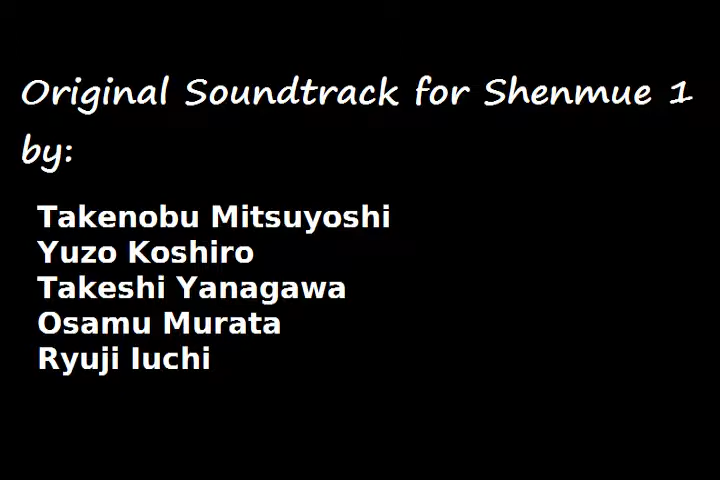 Original Soundtrack for Shenmue 1
by:
Takenobu Mitsuyoshi
Yuzo Koshiro
Takeshi Yanagawa
Osamu Murata
Ryuji Iuchi